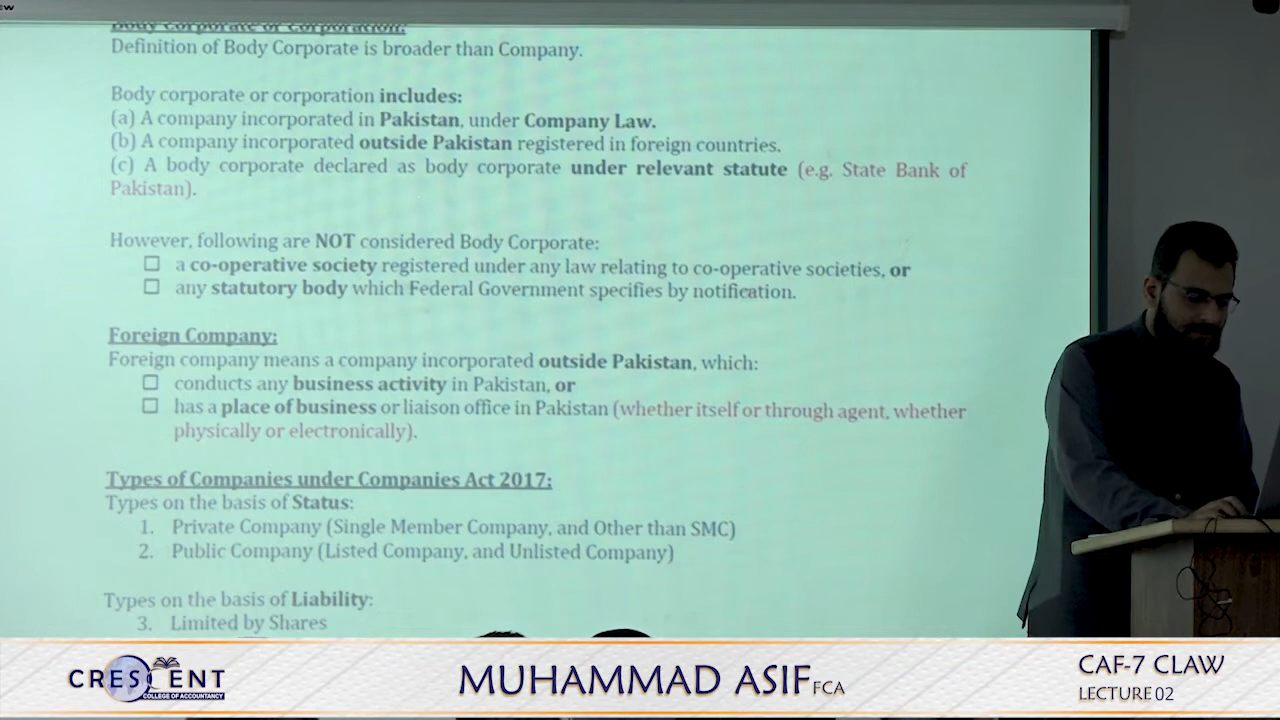 Body Corporate or Corporation:
Definition of Body Corporate is broader than Company.
Body corporate or corporation includes:
(a) A company incorporated in Pakistan, under Company Law.
(b) A company incorporated outside Pakistan registered in foreign countries.
(c) A body corporate declared as body corporate under relevant statute (e.g. State Bank of
Pakistan).
However, following are NOT considered Body Corporate:
☐ a co-operative society registered under any law relating to co-operative societies, or
☐ any statutory body which Federal Government specifies by notification.
Foreign Company:
Foreign company means a company incorporated outside Pakistan, which:
☐ conducts any business activity in Pakistan, or
☐ has a place of business or liaison office in Pakistan (whether itself or through agent, whether
physically or electronically).
Types of Companies under Companies Act 2017:
Types on the basis of Status:
1. Private Company (Single Member Company, and Other than SMC)
2. Public Company (Listed Company, and Unlisted Company)
Types on the basis of Liability:
3. Limited by Shares
CRESCENT
COLLEGE OF ACCOUNTANCY
MUHAMMAD ASIF FCA
CAF-7 CLAW
LECTURE 02